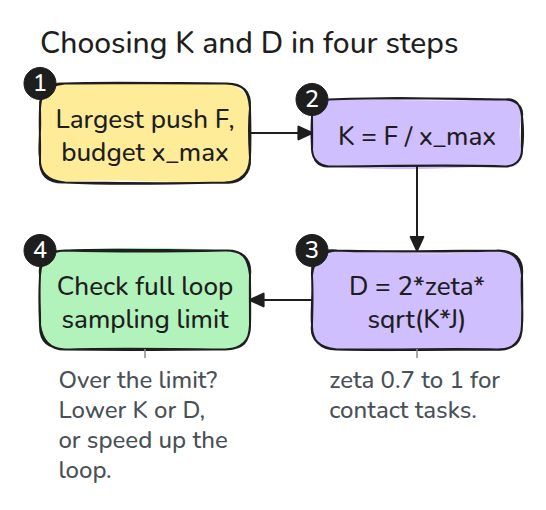 Choosing K and D in four steps
1
Largest push F,
budget x_max
2
K = F / x_max
3
D = 2*zeta*
sqrt(K*J)
zeta 0.7 to 1 for
contact tasks.
4
Check full loop
sampling limit
Over the limit?
Lower K or D,
or speed up the
loop.